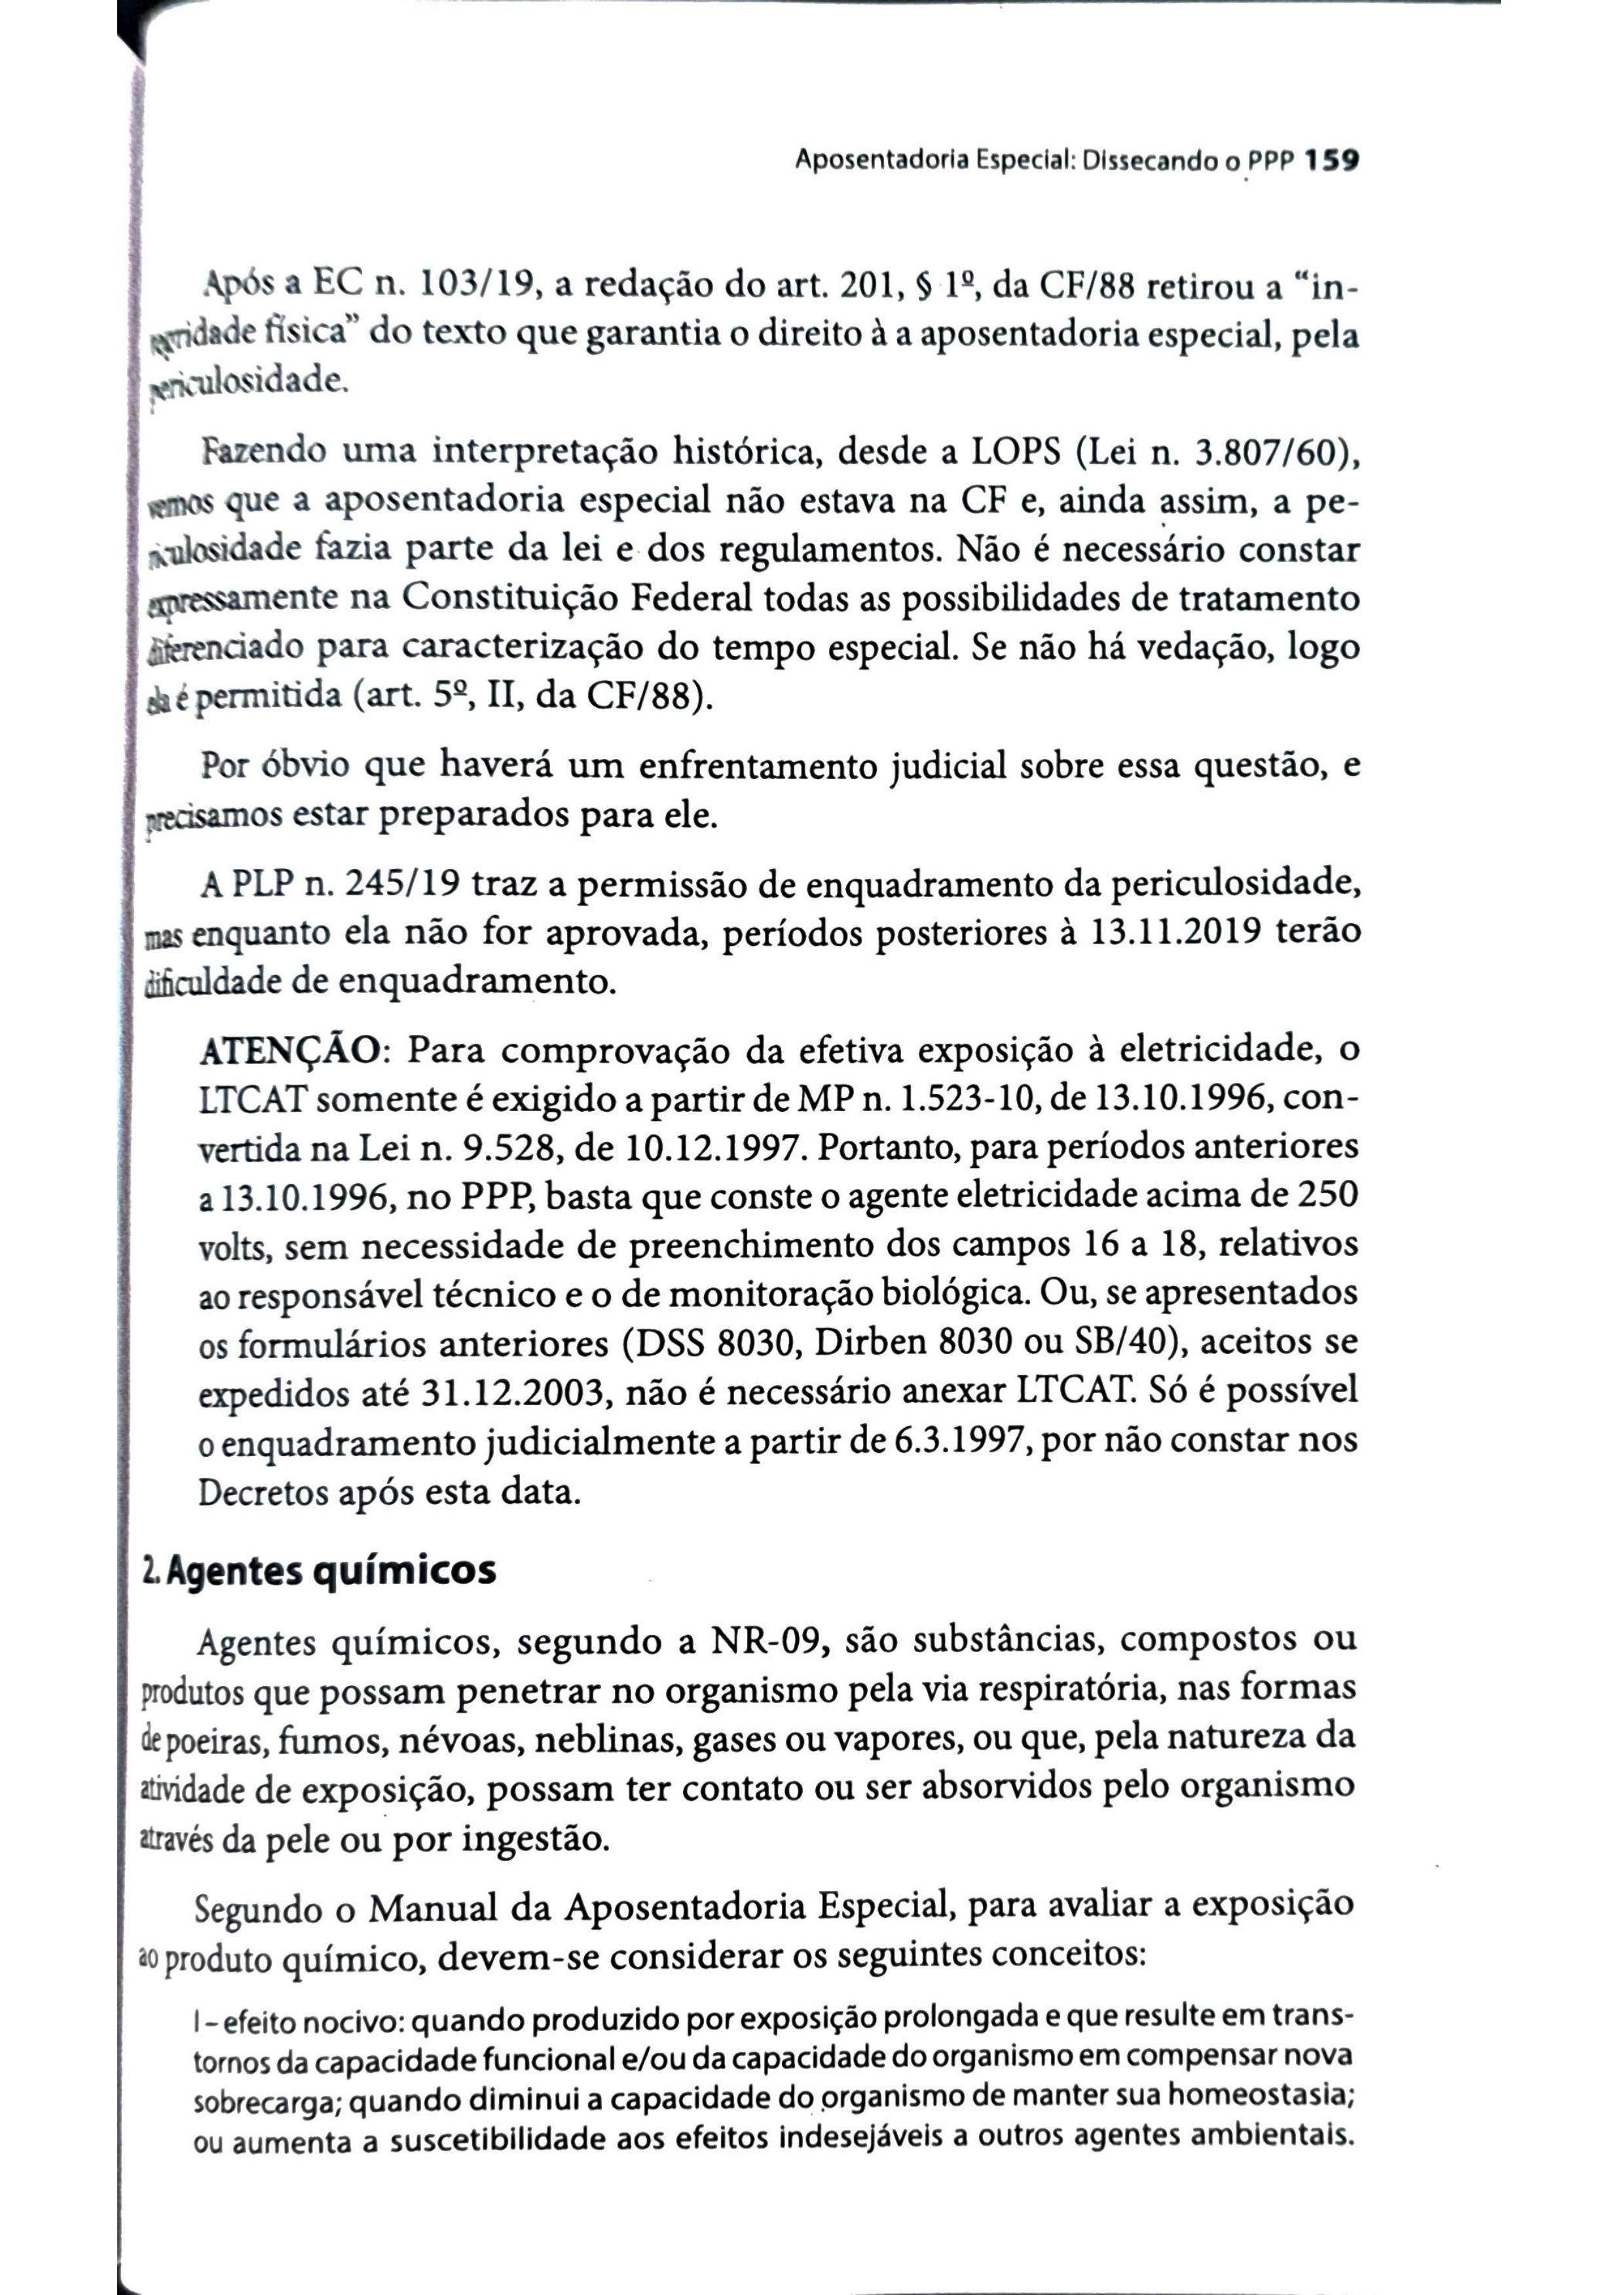 Aposentadoria Especial: Dissecando o PPP 159
Após a EC n. 103/19, a redação do art. 201, § 1º, da CF/88 retirou a “in-
física” do texto que garantia o direito à a aposentadoria especial, pela
periculosidade.
Fazendo uma interpretação histórica, desde a LOPS (Lei n. 3.807/60),
vemos que a aposentadoria especial não estava na CF e, ainda assim, a pe-
riculosidade fazia parte da lei e dos regulamentos. Não é necessário constar
expressamente na Constituição Federal todas as possibilidades de tratamento
diferenciado para caracterização do tempo especial. Se não há vedação, logo
ela é permitida (art. 5º, II, da CF/88).
Por óbvio que haverá um enfrentamento judicial sobre essa questão, e
precisamos estar preparados para ele.
A PLP n. 245/19 traz a permissão de enquadramento da periculosidade,
mas enquanto ela não for aprovada, períodos posteriores à 13.11.2019 terão
dificuldade de enquadramento.
ATENÇÃO: Para comprovação da efetiva exposição à eletricidade, o
LTCAT somente é exigido a partir de MP n. 1.523-10, de 13.10.1996, con-
vertida na Lei n. 9.528, de 10.12.1997. Portanto, para períodos anteriores
a 13.10.1996, no PPP, basta que conste o agente eletricidade acima de 250
volts, sem necessidade de preenchimento dos campos 16 a 18, relativos
ao responsável técnico e o de monitoração biológica. Ou, se apresentados
os formulários anteriores (DSS 8030, Dirben 8030 ou SB/40), aceitos se
expedidos até 31.12.2003, não é necessário anexar LTCAT. Só é possível
o enquadramento judicialmente a partir de 6.3.1997, por não constar nos
Decretos após esta data.
2. Agentes químicos
Agentes químicos, segundo a NR-09, são substâncias, compostos ou
produtos que possam penetrar no organismo pela via respiratória, nas formas
de poeiras, fumos, névoas, neblinas, gases ou vapores, ou que, pela natureza da
atividade de exposição, possam ter contato ou ser absorvidos pelo organismo
através da pele ou por ingestão.
Segundo o Manual da Aposentadoria Especial, para avaliar a exposição
ao produto químico, devem-se considerar os seguintes conceitos:
I – efeito nocivo: quando produzido por exposição prolongada e que resulte em trans-
tornos da capacidade funcional e/ou da capacidade do organismo em compensar nova
sobrecarga; quando diminui a capacidade do organismo de manter sua homeostasia;
ou aumenta a suscetibilidade aos efeitos indesejáveis a outros agentes ambientais.